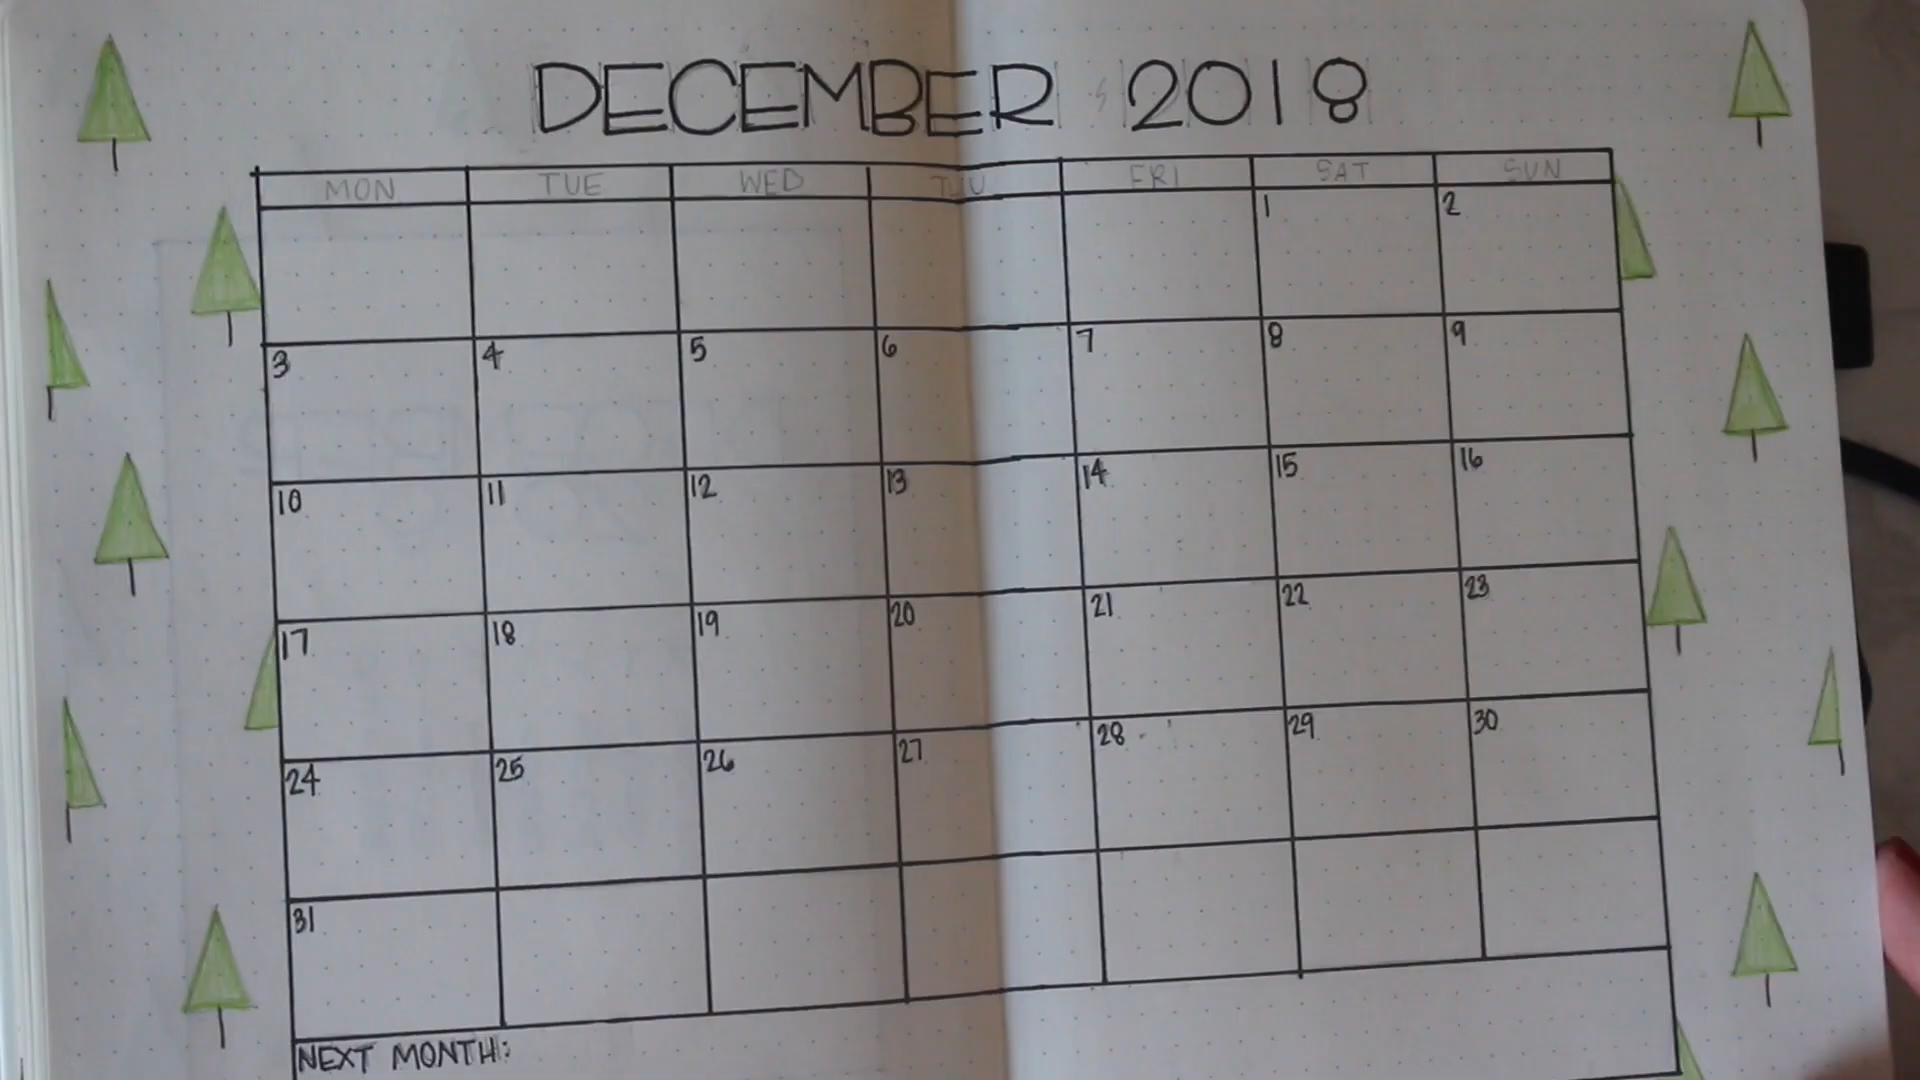 DECEMBER 2018
MON TUE WED THU FRI SAT SUN
1 2
3 4 5 6 7 8 9
10 11 12 13 14 15 16
17 18 19 20 21 22 23
24 25 26 27 28 29 30
31
NEXT MONTH: